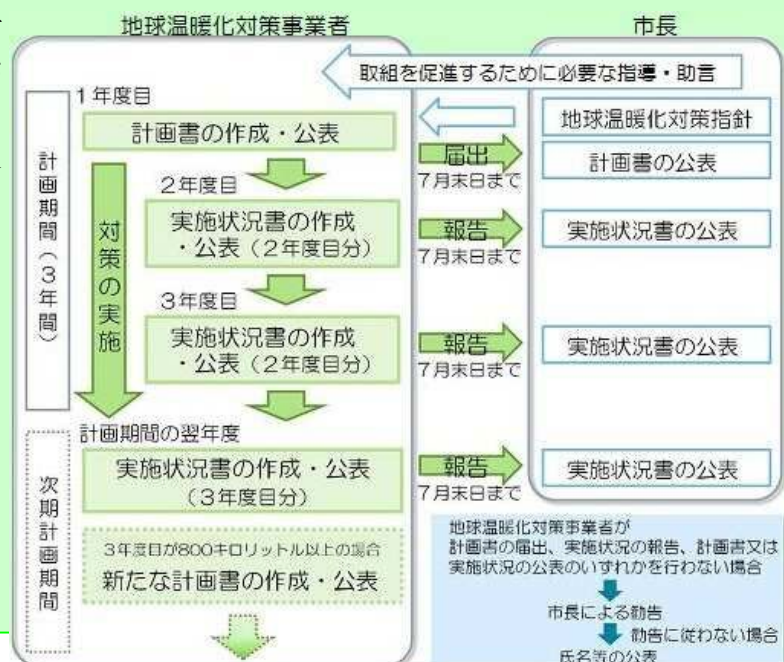 地球温暖化対策事業者
市長
取組を促進するために必要な指導・助言
計画期間(3年間)
1年度目
計画書の作成・公表
地球温暖化対策指針
届出
7月末日まで
計画書の公表
対策の実施
2年度目
実施状況書の作成
・公表(2年度目分)
報告
7月末日まで
実施状況書の公表
3年度目
実施状況書の作成
・公表(2年度目分)
報告
7月末日まで
実施状況書の公表
計画期間の翌年度
実施状況書の作成・公表
(3年度目分)
報告
7月末日まで
実施状況書の公表
次期計画期間
3年度目が800キロリットル以上の場合
新たな計画書の作成・公表
地球温暖化対策事業者が
計画書の届出、実施状況の報告、計画書又は
実施状況の公表のいずれかを行わない場合
市長による勧告
勧告に従わない場合
氏名等の公表